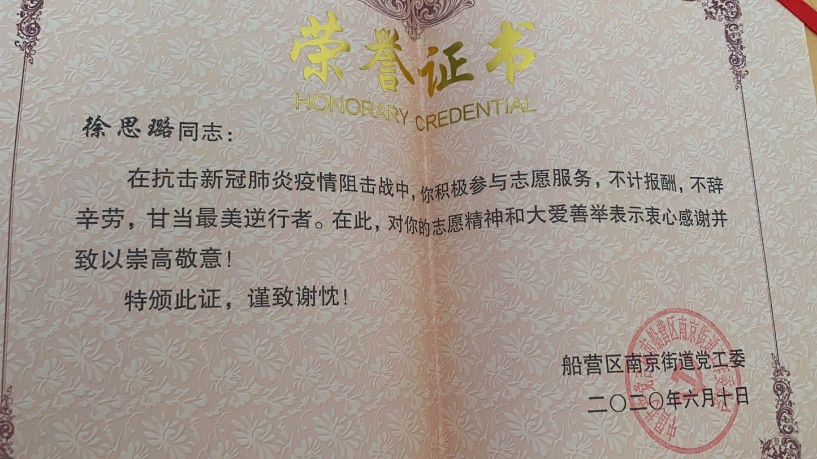 荣誉证书
HONORARY CREDENTIAL
徐思璐同志：
在抗击新冠肺炎疫情阻击战中，你积极参与志愿服务，不计报酬，不辞
辛劳，甘当最美逆行者。在此，对你的志愿精神和大爱善举表示衷心感谢并
致以崇高敬意！
特颁此证，谨致谢忱！
船营区南京街道党工委
二〇二〇年六月十日